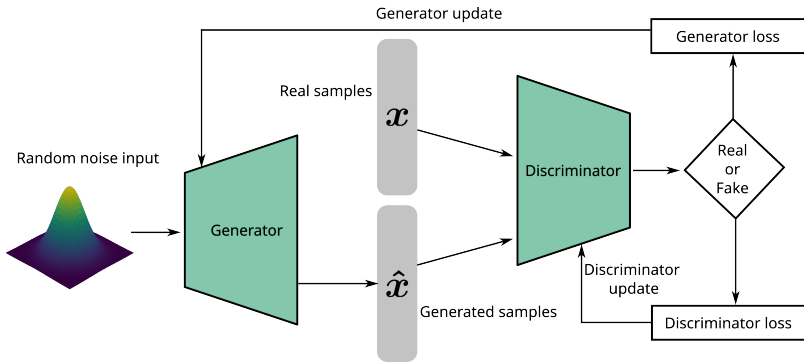 Generator update
Generator loss
Real samples
x
Random noise input
Real
or
Fake
Discriminator
Generator
x̂
Generated samples
Discriminator
update
Discriminator loss